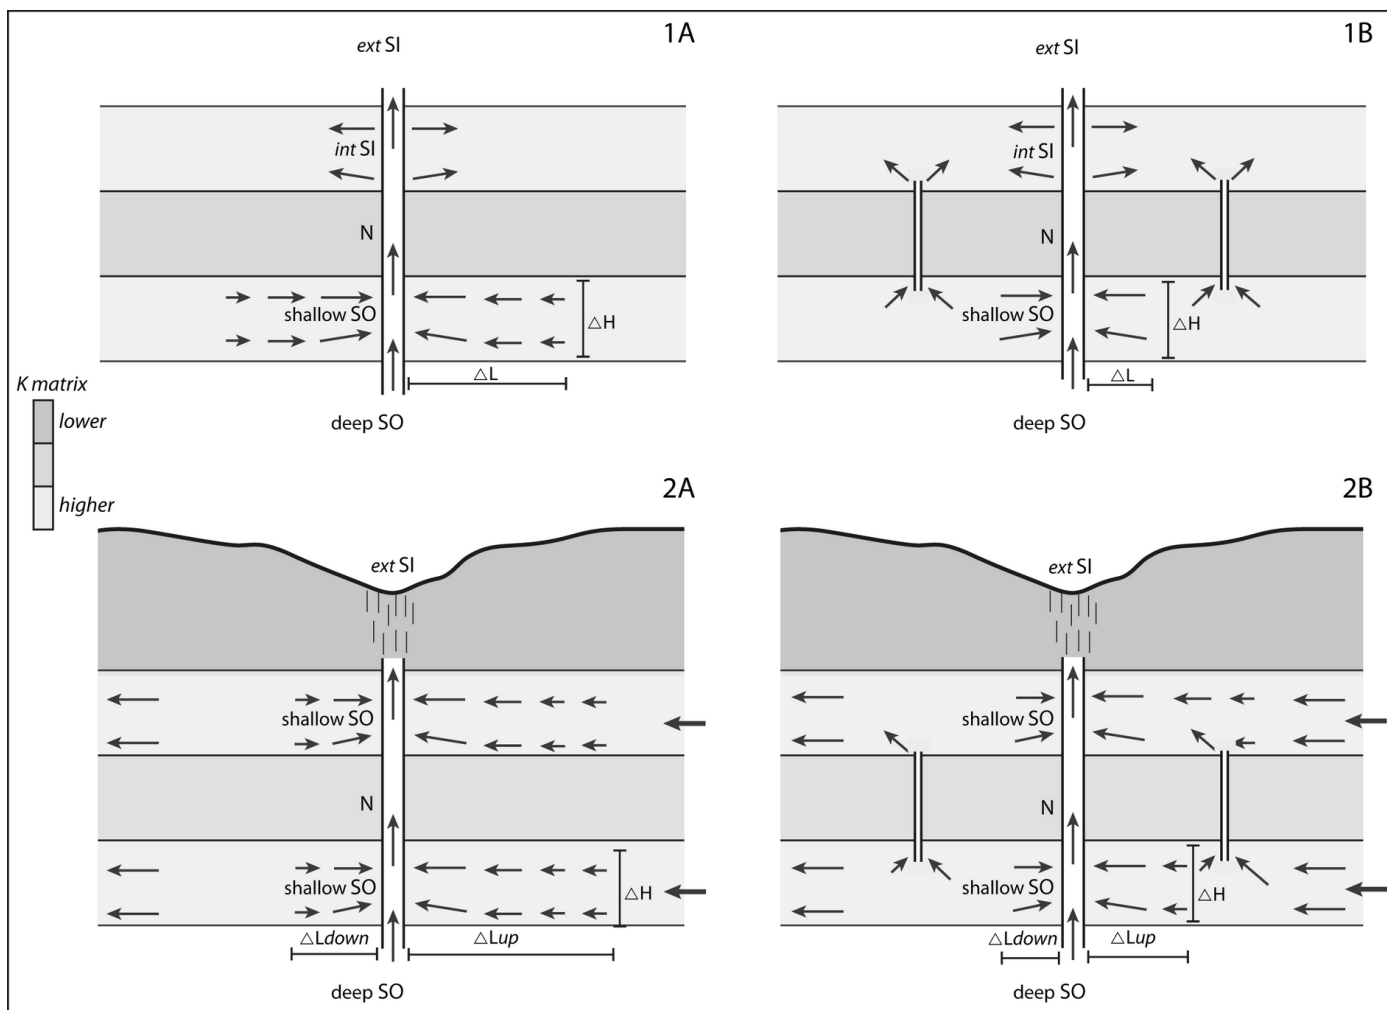 1A
ext SI
int SI
N
shallow SO
△H
△L
deep SO
1B
ext SI
int SI
N
shallow SO
△H
△L
deep SO
K matrix
lower
higher
2A
ext SI
shallow SO
N
shallow SO
△H
△Ldown
△Lup
deep SO
2B
ext SI
shallow SO
N
shallow SO
△H
△Ldown
△Lup
deep SO